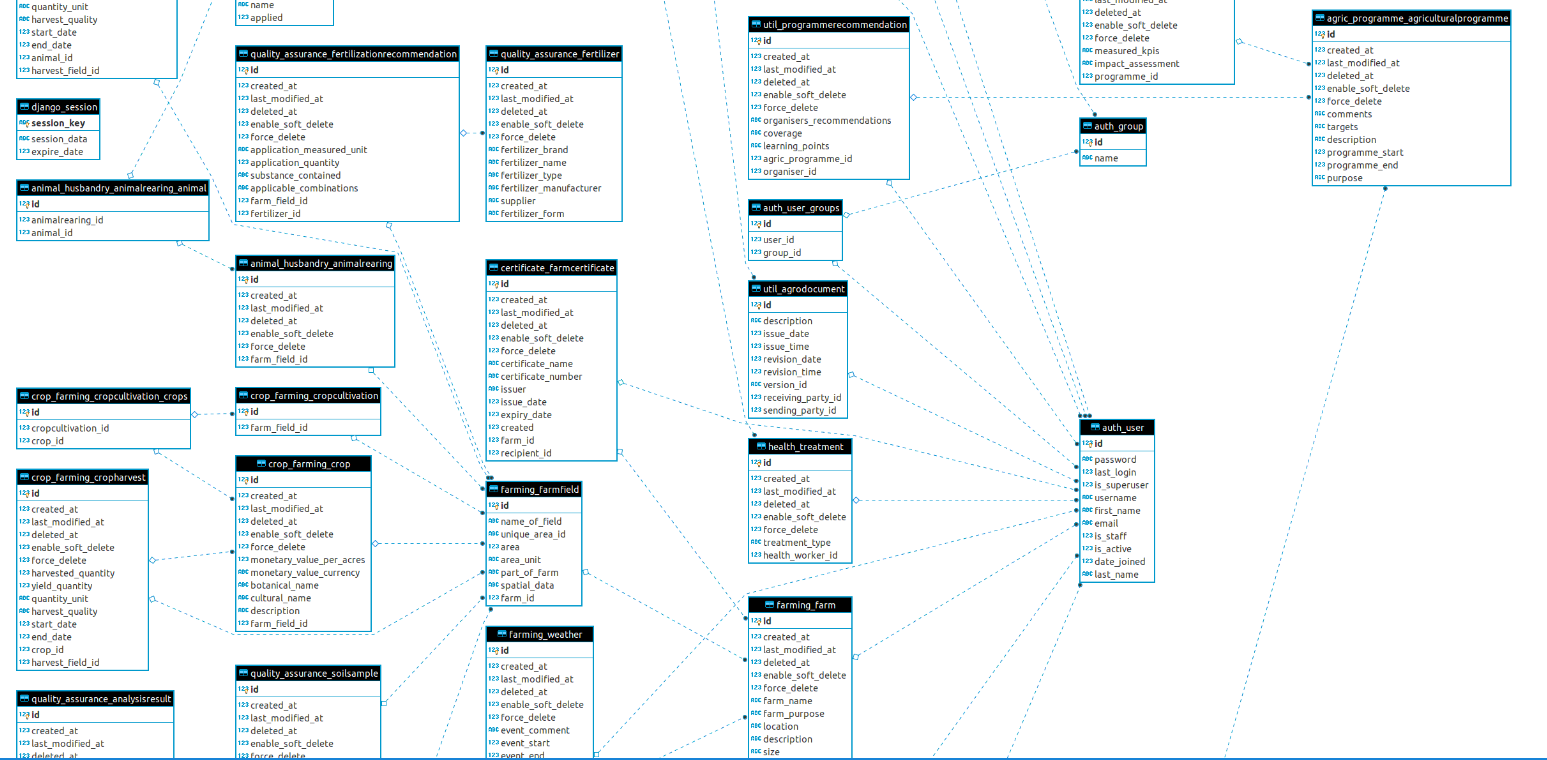 quantity_unit
harvest_quality
start_date
end_date
animal_id
harvest_field_id
django_session
session_key
session_data
expire_date
animal_husbandry_animalrearing_animal
id
animalrearing_id
animal_id
crop_farming_cropcultivation_crops
id
cropcultivation_id
crop_id
crop_farming_cropharvest
id
created_at
last_modified_at
deleted_at
enable_soft_delete
force_delete
harvested_quantity
yield_quantity
quantity_unit
harvest_quality
start_date
end_date
crop_id
harvest_field_id
quality_assurance_analysisresult
id
created_at
last_modified_at
deleted_at
name
applied
quality_assurance_fertilizationrecommendation
id
created_at
last_modified_at
deleted_at
enable_soft_delete
force_delete
application_measured_unit
application_quantity
substance_contained
applicable_combinations
farm_field_id
fertilizer_id
animal_husbandry_animalrearing
id
created_at
last_modified_at
deleted_at
enable_soft_delete
force_delete
farm_field_id
crop_farming_cropcultivation
id
farm_field_id
crop_farming_crop
id
created_at
last_modified_at
deleted_at
enable_soft_delete
force_delete
monetary_value_per_acres
monetary_value_currency
botanical_name
cultural_name
description
farm_field_id
quality_assurance_soilsample
id
created_at
last_modified_at
deleted_at
enable_soft_delete
force_delete
quality_assurance_fertilizer
id
created_at
last_modified_at
deleted_at
enable_soft_delete
force_delete
fertilizer_brand
fertilizer_name
fertilizer_type
fertilizer_manufacturer
supplier
fertilizer_form
certificate_farmcertificate
id
created_at
last_modified_at
deleted_at
enable_soft_delete
force_delete
certificate_name
certificate_number
issuer
issue_date
expiry_date
created
farm_id
recipient_id
farming_farmfield
id
name_of_field
unique_area_id
area
area_unit
part_of_farm
spatial_data
farm_id
farming_weather
id
created_at
last_modified_at
deleted_at
enable_soft_delete
force_delete
event_comment
event_start
event_end
util_programmerecommendation
id
created_at
last_modified_at
deleted_at
enable_soft_delete
force_delete
organisers_recommendations
coverage
learning_points
agric_programme_id
organiser_id
auth_user_groups
id
user_id
group_id
util_agrodocument
id
description
issue_date
issue_time
revision_date
revision_time
version_id
receiving_party_id
sending_party_id
health_treatment
id
created_at
last_modified_at
deleted_at
enable_soft_delete
force_delete
treatment_type
health_worker_id
farming_farm
id
created_at
last_modified_at
deleted_at
enable_soft_delete
force_delete
farm_name
farm_purpose
location
description
size
last_modified_at
deleted_at
enable_soft_delete
force_delete
measured_kpis
impact_assessment
programme_id
auth_group
id
name
auth_user
id
password
last_login
is_superuser
username
first_name
email
is_staff
is_active
date_joined
last_name
agric_programme_agriculturalprogramme
id
created_at
last_modified_at
deleted_at
enable_soft_delete
force_delete
comments
targets
description
programme_start
programme_end
purpose